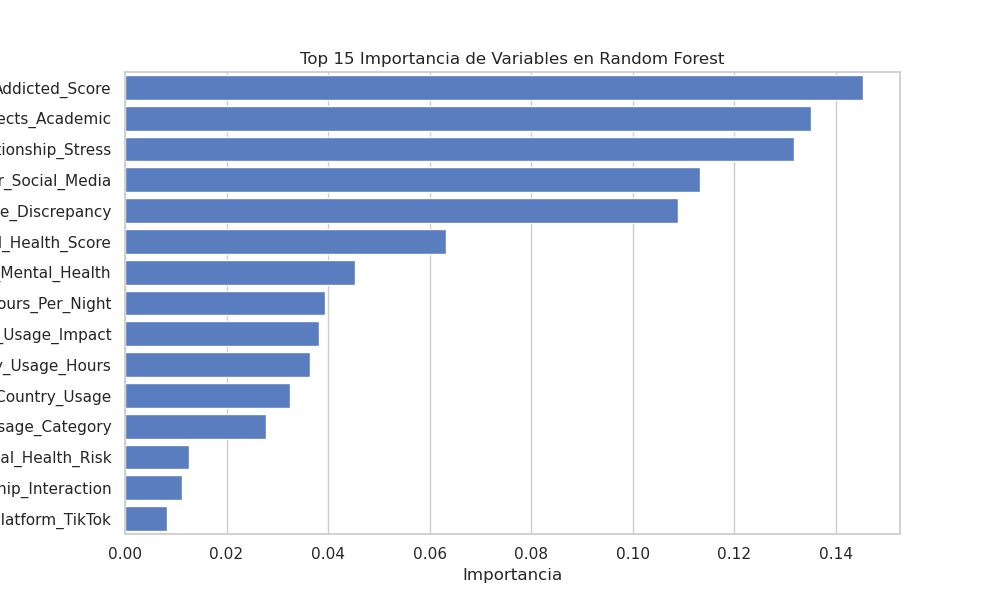 Top 15 Importancia de Variables en Random Forest
Addicted_Score
ects_Academic
tionship_Stress
r_Social_Media
e_Discrepancy
l_Health_Score
_Mental_Health
ours_Per_Night
_Usage_Impact
y_Usage_Hours
Country_Usage
sage_Category
al_Health_Risk
hip_Interaction
latform_TikTok
0.00 0.02 0.04 0.06 0.08 0.10 0.12 0.14
Importancia